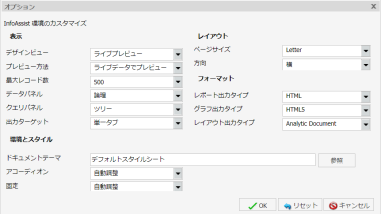 オプション
X
InfoAssist 環境のカスタマイズ
表示
デザインビュー ライブプレビュー
プレビュー方法 ライブデータでプレビュー
最大レコード数 500
データパネル 論理
クエリパネル ツリー
出力ターゲット 単一タブ
レイアウト
ページサイズ Letter
方向 横
フォーマット
レポート出力タイプ HTML
グラフ出力タイプ HTML5
レイアウト出力タイプ Analytic Document
環境とスタイル
ドキュメントテーマ デフォルトスタイルシート 参照
アコーディオン 自動調整
固定 自動調整
OK リセット キャンセル